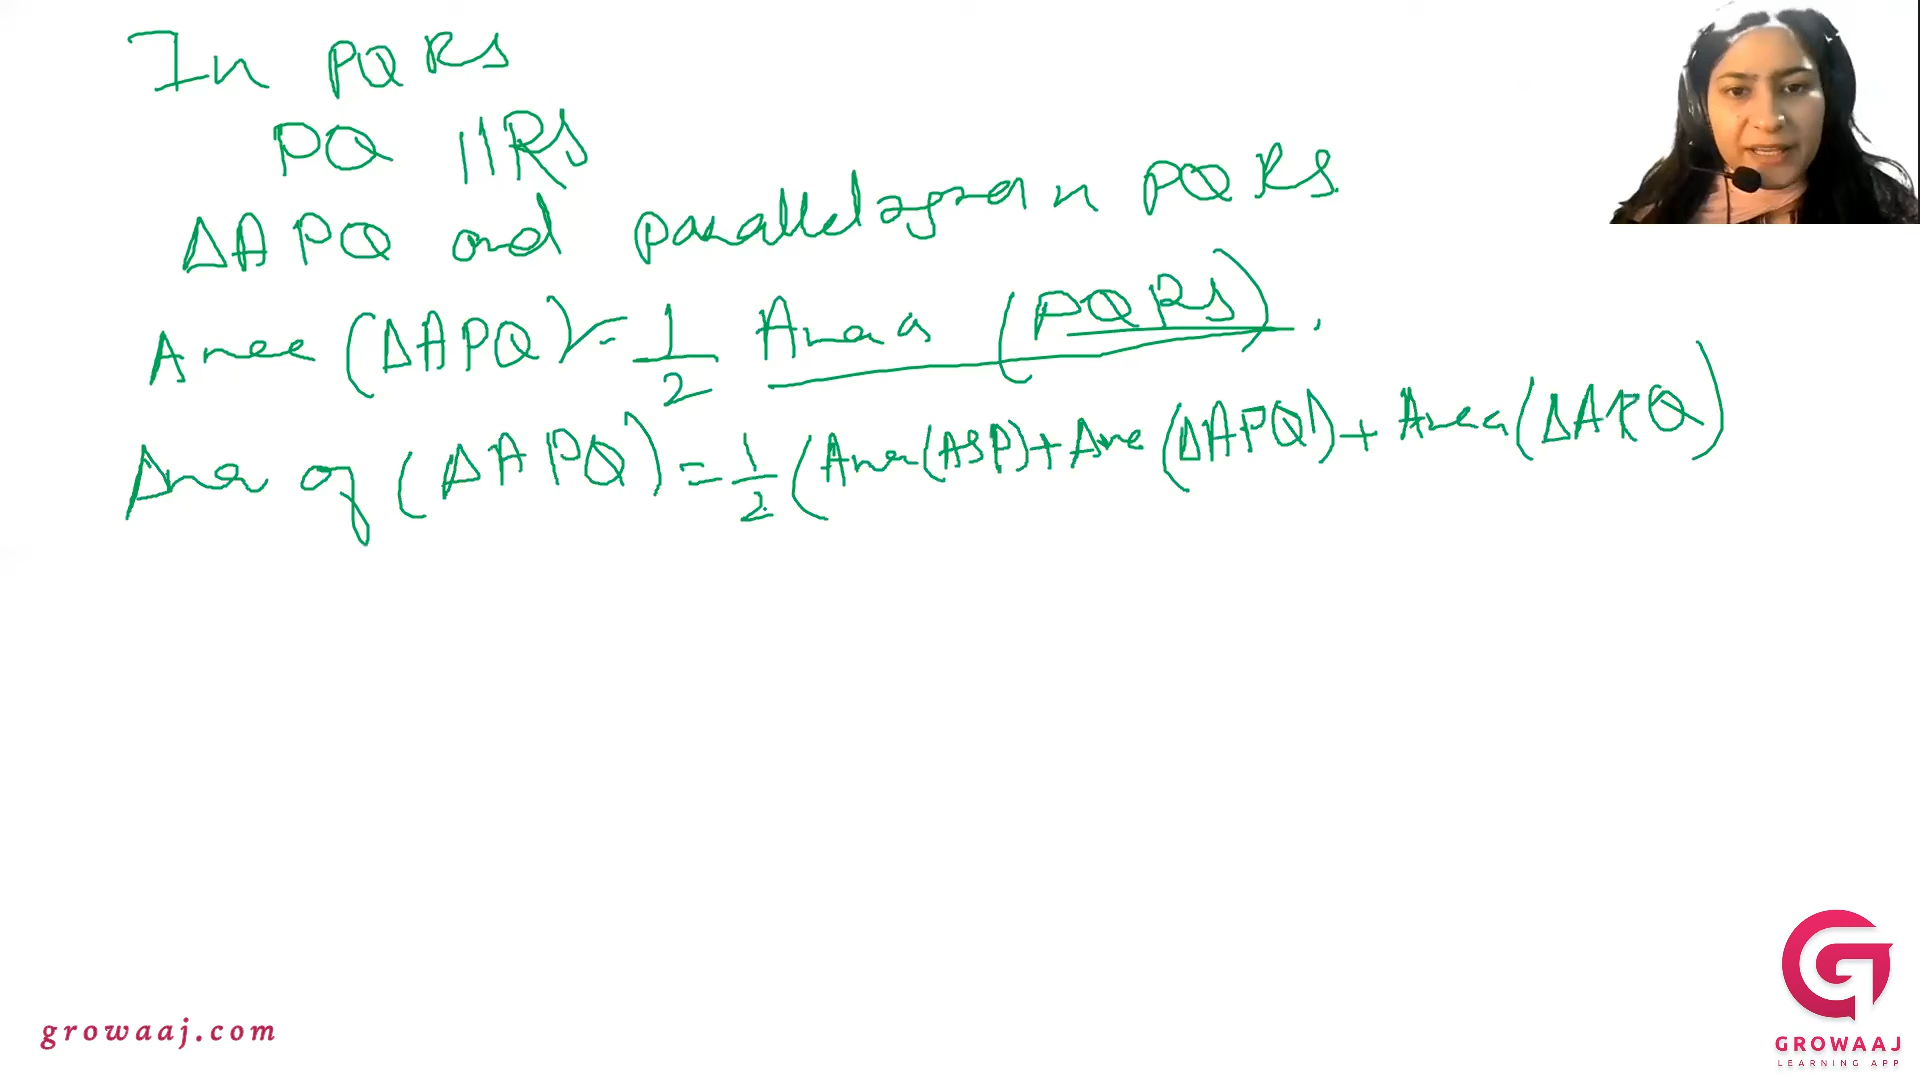 In PQRS
PQ || RS
ΔAPQ and parallelogram PQRS
Area (ΔAPQ) = 1/2 Area (PQRS).
Area of (ΔAPQ) = 1/2 (Area (ASP) + Are (ΔAPQ) + Area (ΔARQ)
growaaj.com
GROWAAJ
LEARNING APP